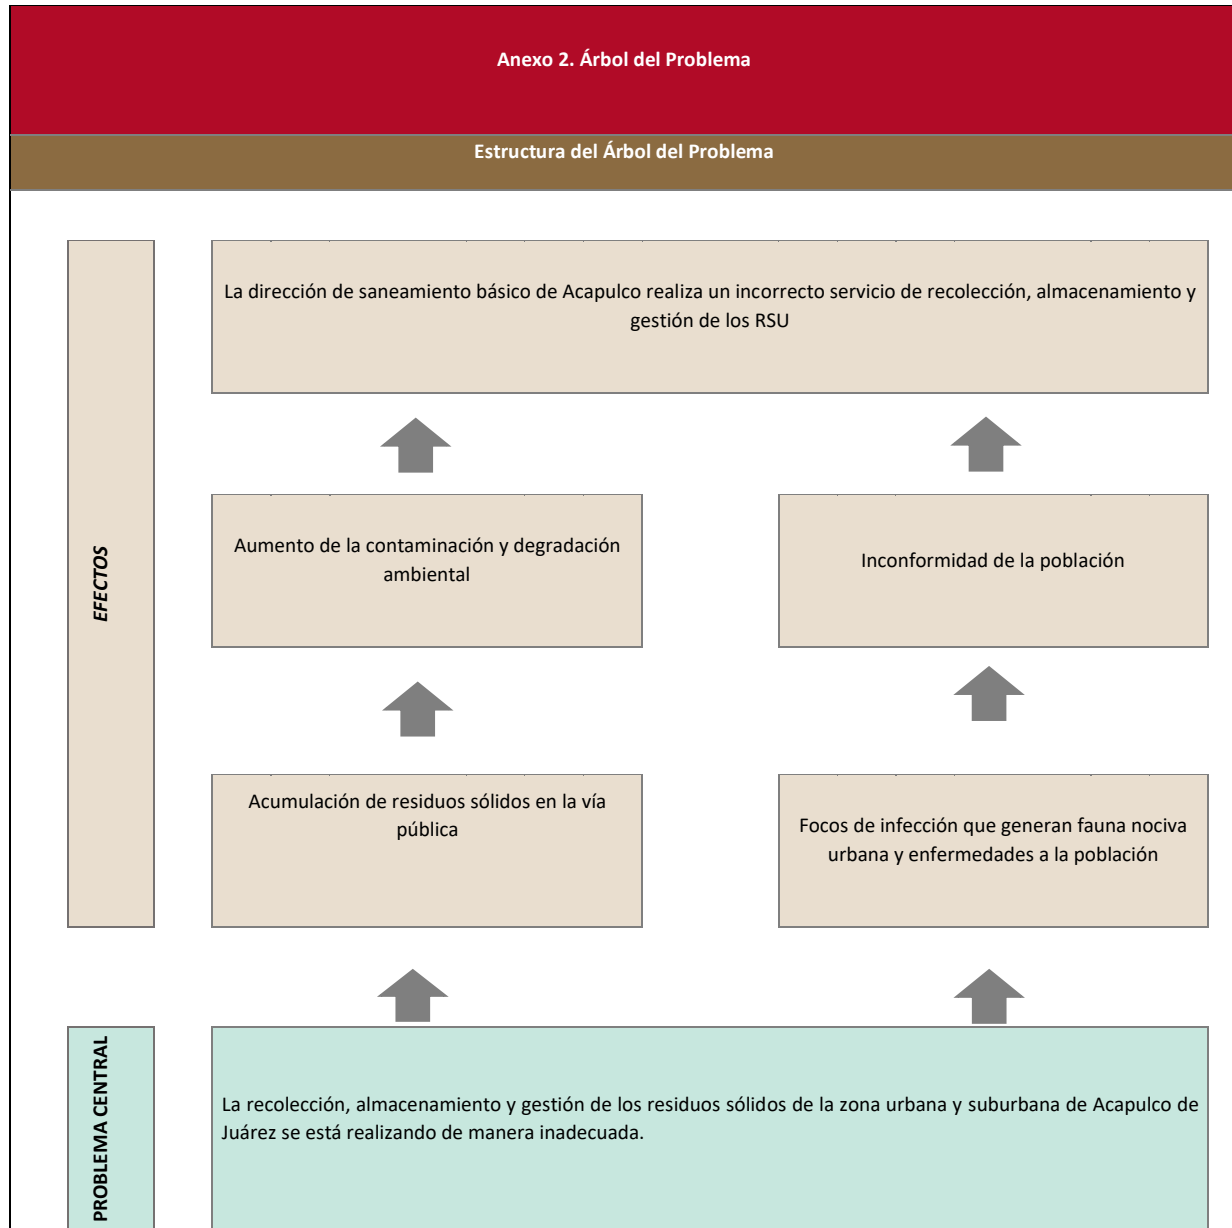 Anexo 2. Árbol del Problema
Estructura del Árbol del Problema
EFECTOS
La dirección de saneamiento básico de Acapulco realiza un incorrecto servicio de recolección, almacenamiento y
gestión de los RSU
Aumento de la contaminación y degradación
ambiental
Inconformidad de la población
Acumulación de residuos sólidos en la vía
pública
Focos de infección que generan fauna nociva
urbana y enfermedades a la población
PROBLEMA CENTRAL
La recolección, almacenamiento y gestión de los residuos sólidos de la zona urbana y suburbana de Acapulco de
Juárez se está realizando de manera inadecuada.